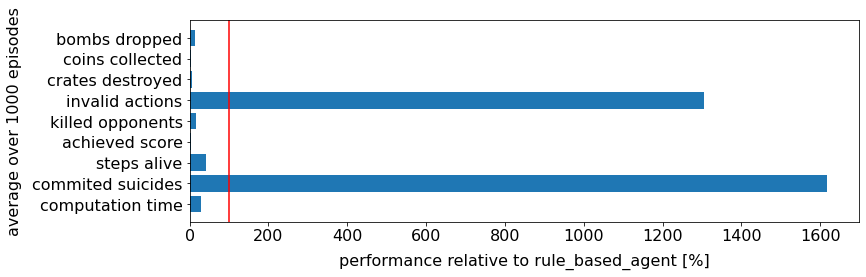 average over 1000 episodes
bombs dropped
coins collected
crates destroyed
invalid actions
killed opponents
achieved score
steps alive
commited suicides
computation time
0 200 400 600 800 1000 1200 1400 1600
performance relative to rule_based_agent [%]